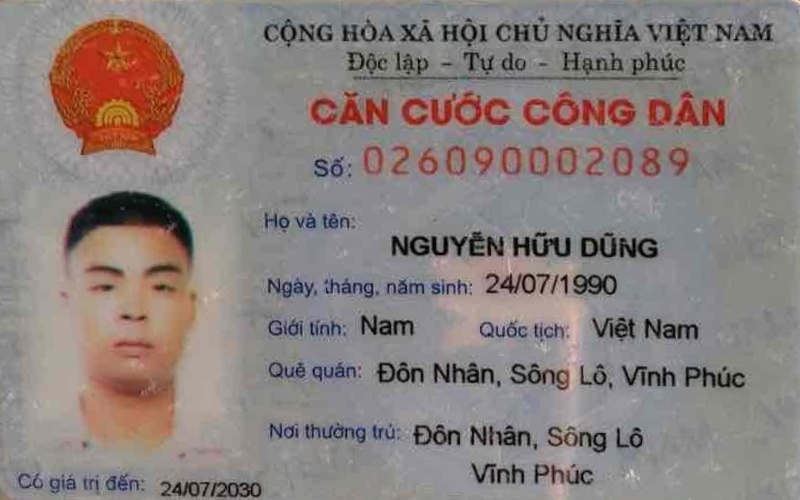 CỘNG HÒA XÃ HỘI CHỦ NGHĨA VIỆT NAM
Độc lập - Tự do - Hạnh phúc
CĂN CƯỚC CÔNG DÂN
Số: 026090002089
Họ và tên:
NGUYỄN HỮU DŨNG
Ngày, tháng, năm sinh: 24/07/1990
Giới tính: Nam Quốc tịch: Việt Nam
Quê quán: Đôn Nhân, Sông Lô, Vĩnh Phúc
Nơi thường trú: Đôn Nhân, Sông Lô
Vĩnh Phúc
Có giá trị đến: 24/07/2030